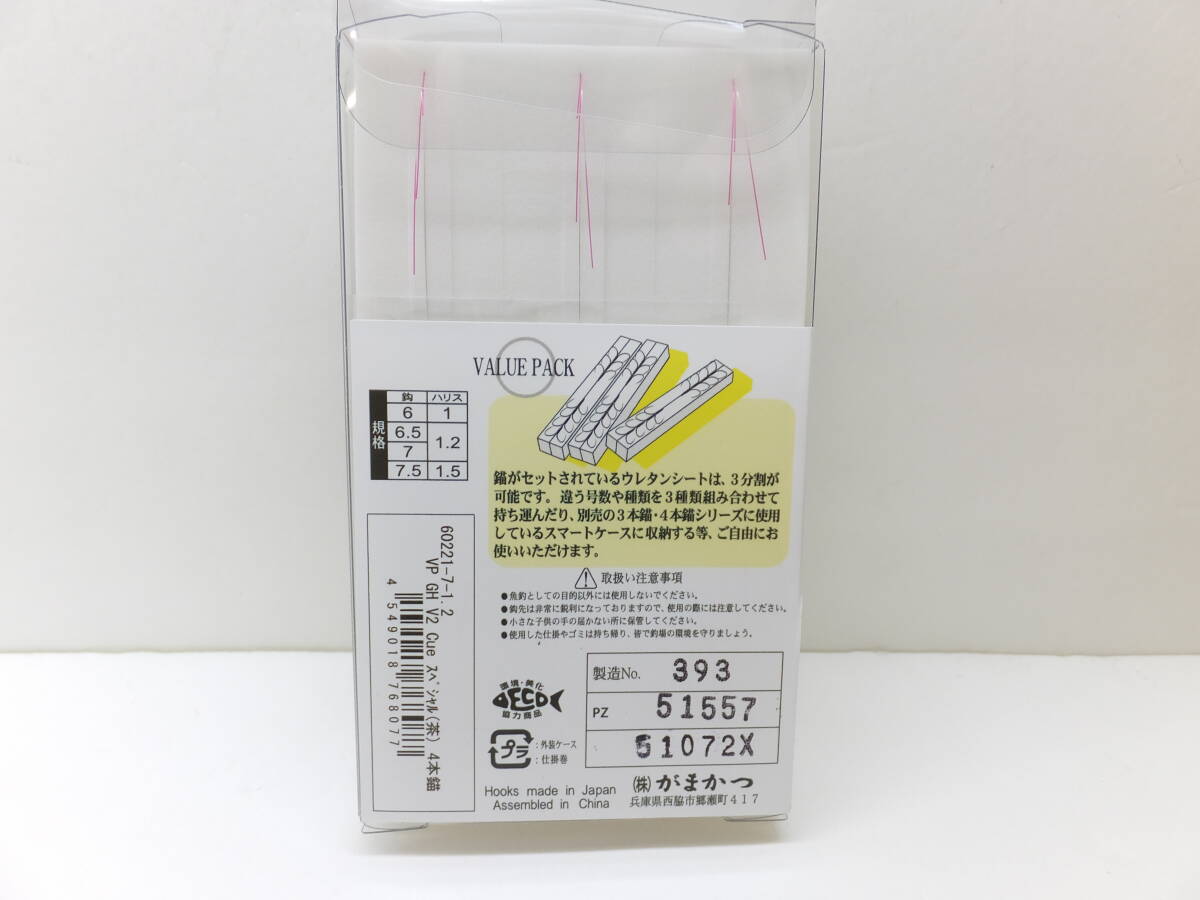 VALUE PACK
規格
鈎 ハリス
6 1
6.5 1.2
7
7.5 1.5
錨がセットされているウレタンシートは、3分割が
可能です。違う号数や種類を3種類組み合わせて
持ち運んだり、別売の3本錨・4本錨シリーズに使用
しているスマートケースに収納する等、ご自由にお
使いいただけます。
取扱い注意事項
●魚釣としての目的以外には使用しないでください。
●鈎先は非常に鋭利になっておりますので、使用の際には注意してください。
●小さな子供の手の届かない所に保管してください。
●使用した仕掛やゴミは持ち帰り、皆で釣場の環境を守りましょう。
60221-7-1.2
VP GH V2 Cue スペシャル(茶) 4本錨
4 549018 768077
環境・美化
ECO
協力商品
プラ
:外装ケース
:仕掛巻
製造No. 393
PZ 51557
51072X
Hooks made in Japan
Assembled in China
㈱がまかつ
兵庫県西脇市郷瀬町417